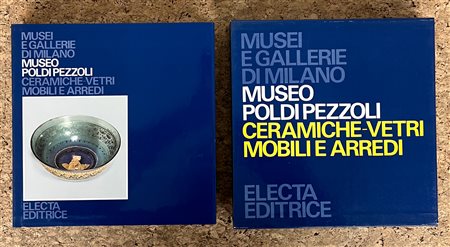 MUSEI
E GALLERIE
DI MILANO
MUSEO
POLDI PEZZOLI
CERAMICHE-VETRI
MOBILI E ARREDI
ELECTA
EDITRICE
MUSEI
E GALLERIE
DI MILANO
MUSEO
POLDI PEZZOLI
CERAMICHE-VETRI
MOBILI E ARREDI
ELECTA
EDITRICE